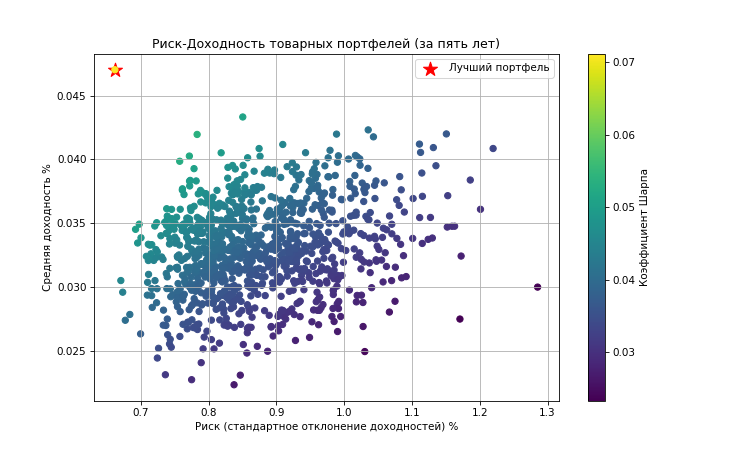 Риск-Доходность товарных портфелей (за пять лет)
Лучший портфель
Средняя доходность %
0.045
0.040
0.035
0.030
0.025
0.7 0.8 0.9 1.0 1.1 1.2 1.3
Риск (стандартное отклонение доходностей) %
0.07
0.06
0.05
0.04
0.03
Коэффициент Шарпа